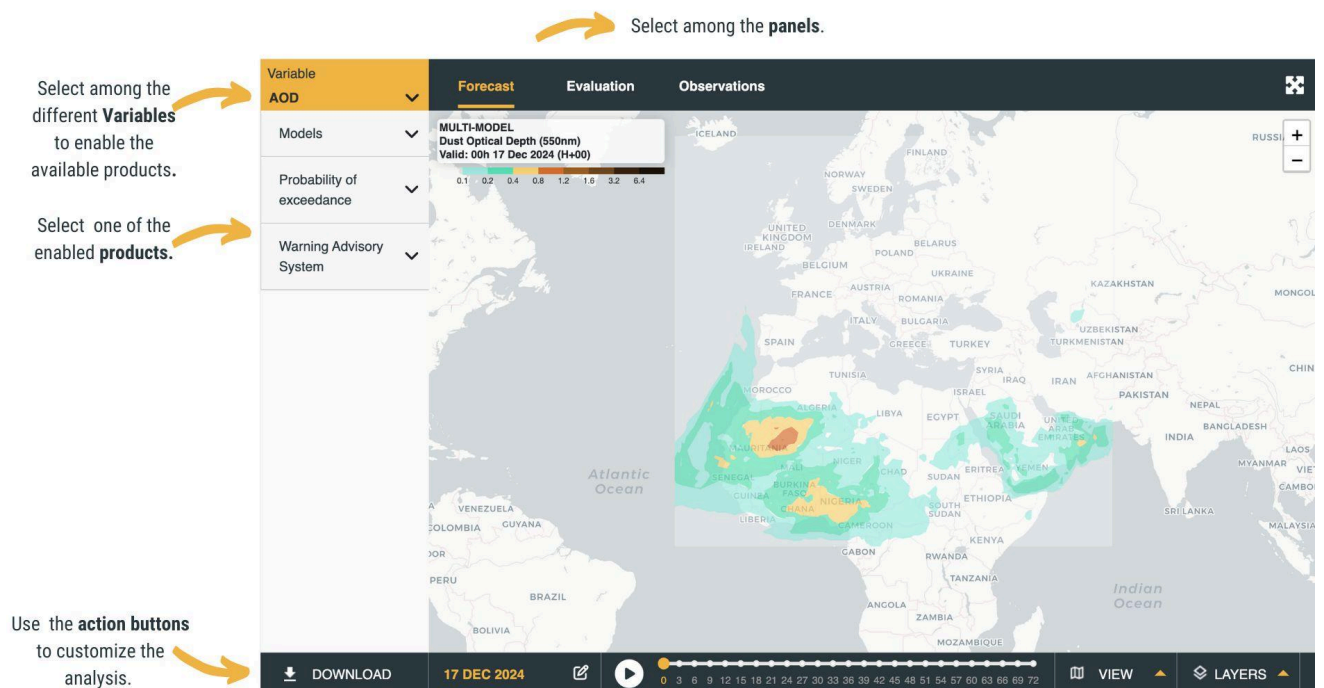 Select among the panels.
Select among the
different Variables
to enable the
available products.
Select one of the
enabled products.
Use the action buttons
to customize the
analysis.
Variable
AOD
Models
Probability of
exceedance
Warning Advisory
System
Forecast Evaluation Observations
MULTI-MODEL
Dust Optical Depth (550nm)
Valid: 00h 17 Dec 2024 (H+00)
0.1 0.2 0.4 0.8 1.2 1.6 3.2 6.4
+
−
ICELAND
RUSSI
FINLAND
NORWAY
SWEDEN
UNITED
KINGDOM
DENMARK
IRELAND
BELARUS
POLAND
BELGIUM
UKRAINE
KAZAKHSTAN
AUSTRIA
FRANCE
ROMANIA
MONGOL
ITALY
BULGARIA
UZBEKISTAN
SPAIN
GREECE
TURKEY
TURKMENISTAN
TUNISIA
SYRIA
IRAQ
IRAN
AFGHANISTAN
CHIN
MOROCCO
ISRAEL
PAKISTAN
ALGERIA
LIBYA
EGYPT
SAUDI
ARABIA
UNITED
ARAB
EMIRATES
NEPAL
BANGLADESH
INDIA
MAURITANIA
LAOS
MYANMAR
VIET
Atlantic
Ocean
SENEGAL
MALI
NIGER
CHAD
SUDAN
ERITREA
YEMEN
CAMBO
BURKINA
FASO
GUINEA
GHANA
NIGERIA
ETHIOPIA
SOUTH
SUDAN
SRI LANKA
VENEZUELA
LIBERIA
CAMEROON
COLOMBIA
GUYANA
MALAYSIA
KENYA
DOR
GABON
RWANDA
PERU
TANZANIA
BRAZIL
Indian
Ocean
ANGOLA
ZAMBIA
BOLIVIA
MOZAMBIQUE
DOWNLOAD
17 DEC 2024
0 3 6 9 12 15 18 21 24 27 30 33 36 39 42 45 48 51 54 57 60 63 66 69 72
VIEW
LAYERS